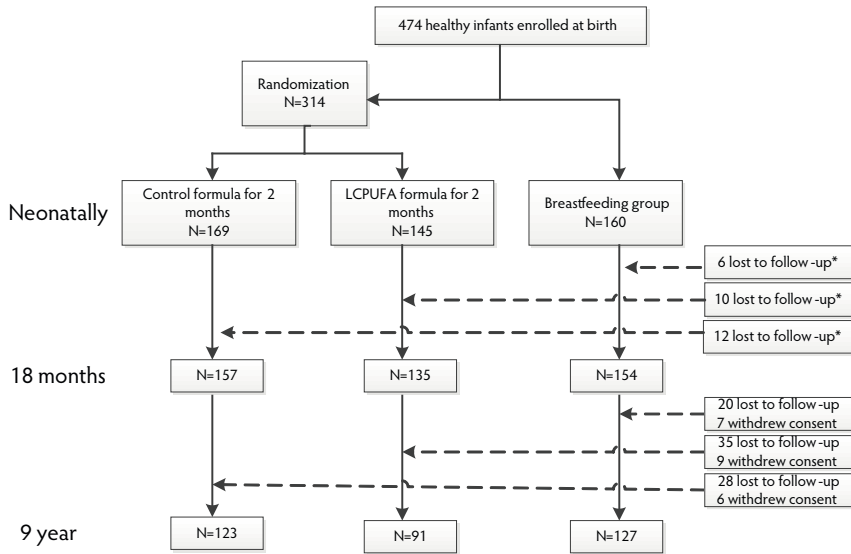 474 healthy infants enrolled at birth
Randomization
N=314
Neonatally
Control formula for 2
months
N=169
LCPUFA formula for 2
months
N=145
Breastfeeding group
N=160
6 lost to follow-up*
10 lost to follow-up*
12 lost to follow-up*
18 months
N=157
N=135
N=154
20 lost to follow-up
7 withdrew consent
35 lost to follow-up
9 withdrew consent
28 lost to follow-up
6 withdrew consent
9 year
N=123
N=91
N=127